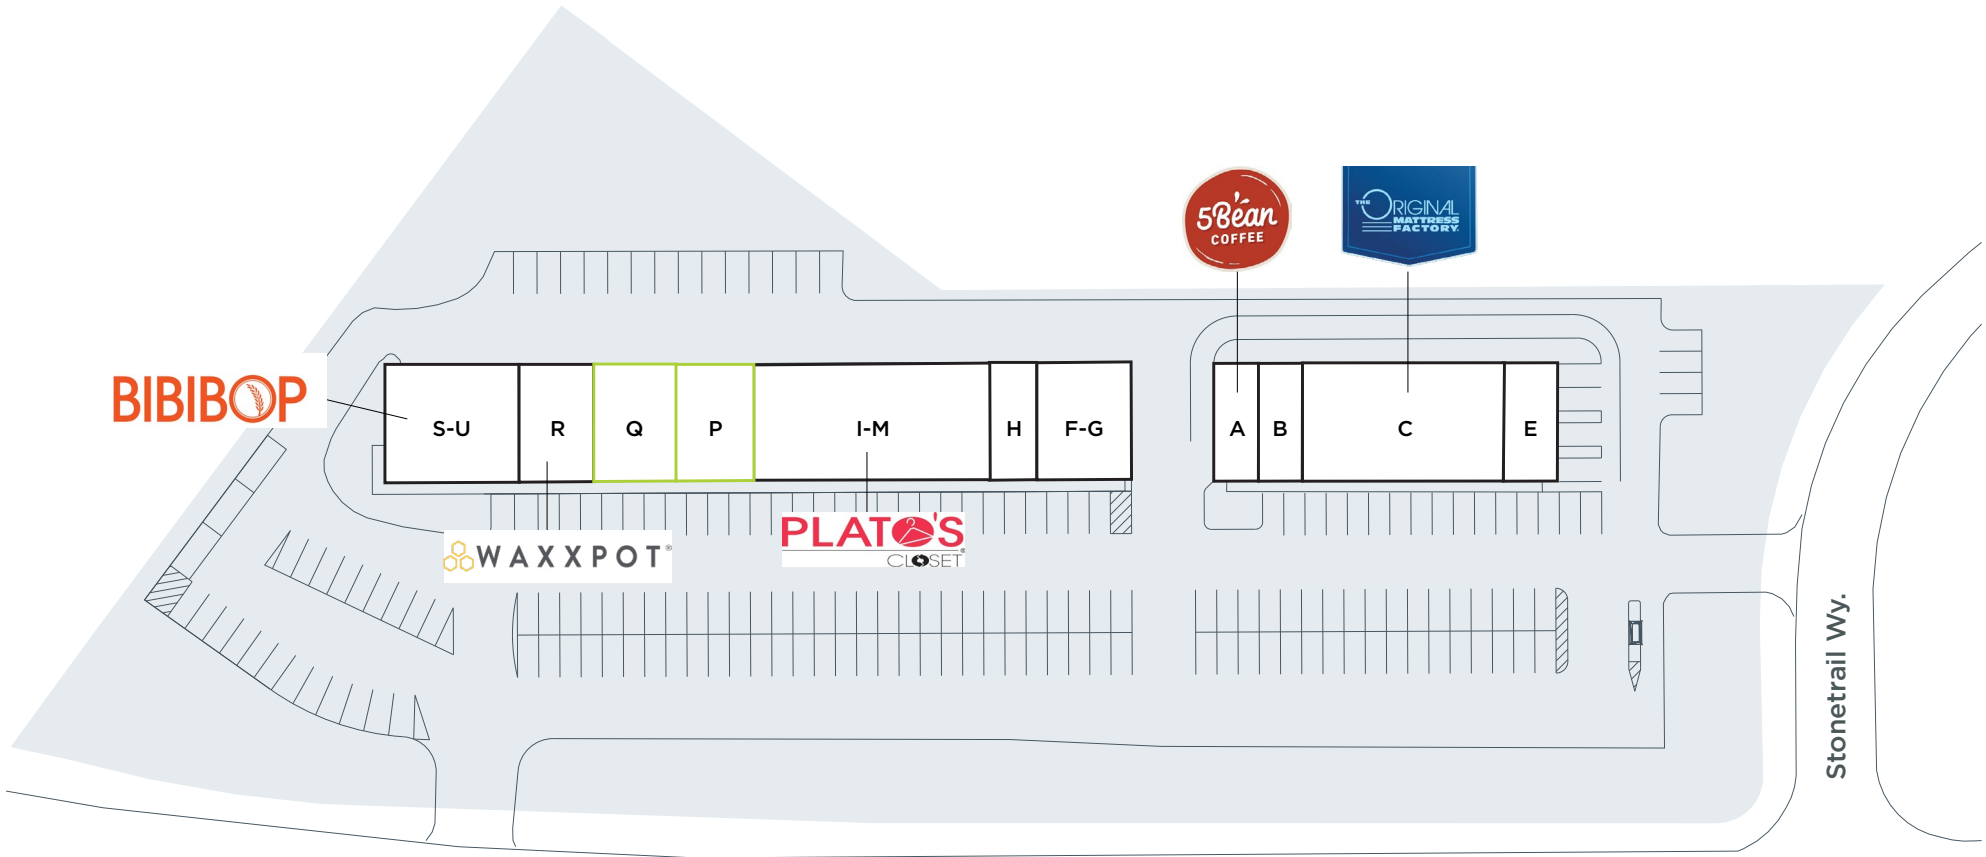 5Bean
COFFEE
THE ORIGINAL
MATTRESS
FACTORY.
BIBIBOP
S-U R Q P I-M H F-G A B C E
WAXXPOT®
PLATO'S
CLOSET®
Stonetrail Wy.